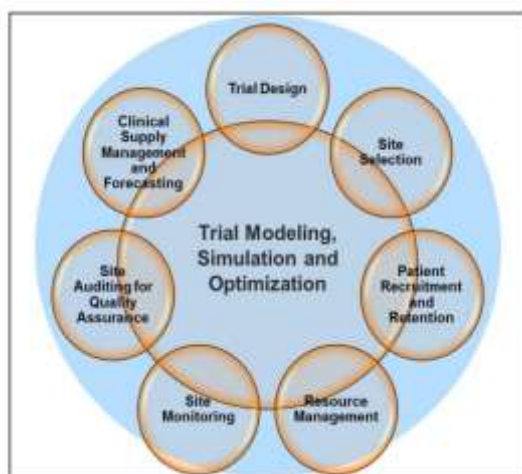 Trial Design
Site
Selection
Patient
Recruitment
and
Retention
Resource
Management
Site
Monitoring
Site
Auditing for
Quality
Assurance
Clinical
Supply
Management
and
Forecasting
Trial Modeling,
Simulation and
Optimization